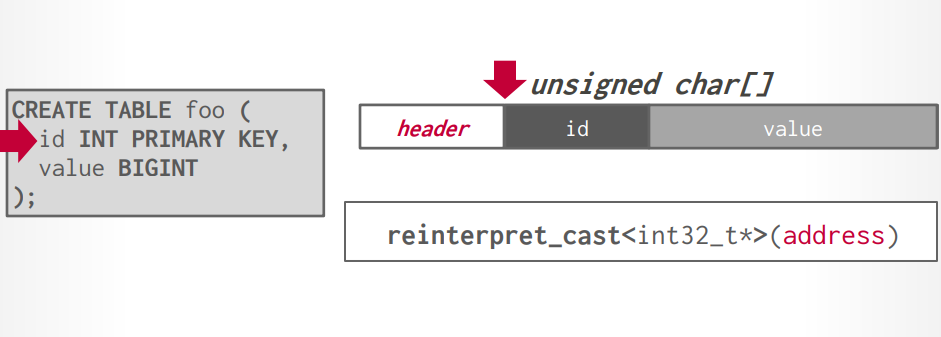 CREATE TABLE foo (
id INT PRIMARY KEY,
value BIGINT
);
unsigned char[]
header id value
reinterpret_cast<int32_t*>(address)